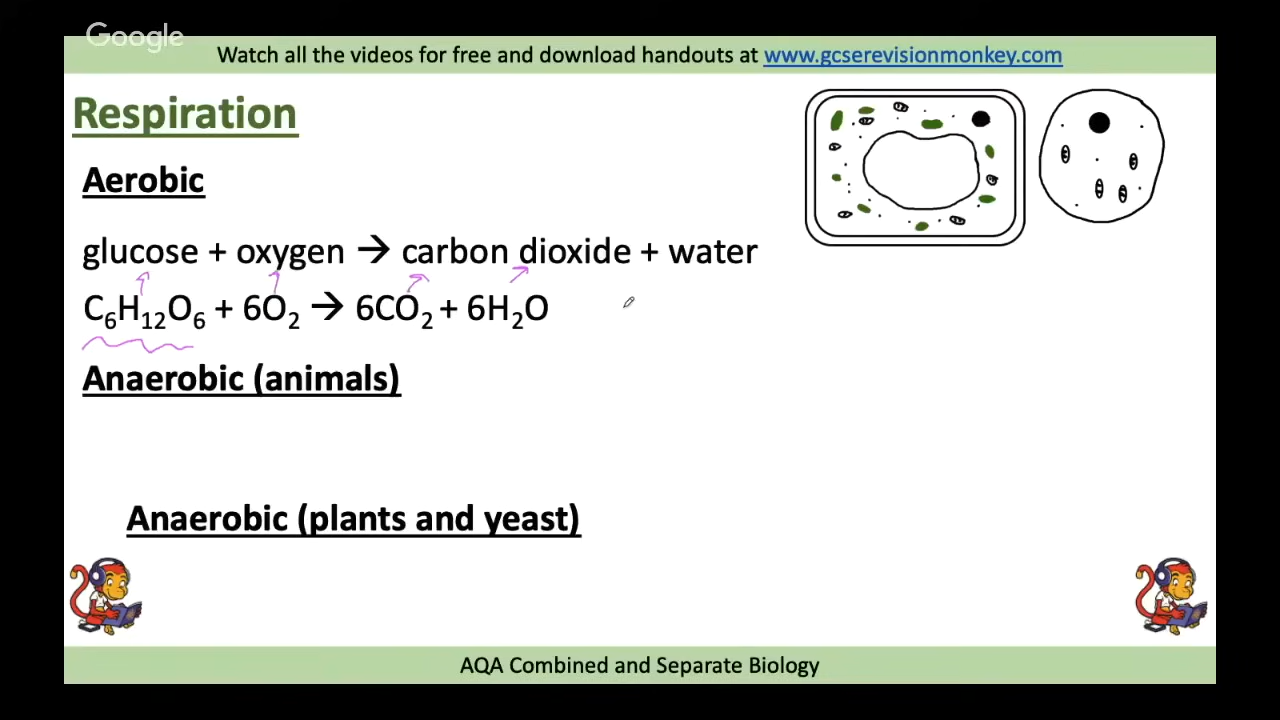 Google
Watch all the videos for free and download handouts at www.gcserevisionmonkey.com
Respiration
Aerobic
glucose + oxygen → carbon dioxide + water
C₆H₁₂O₆ + 6O₂ → 6CO₂ + 6H₂O
Anaerobic (animals)
Anaerobic (plants and yeast)
AQA Combined and Separate Biology